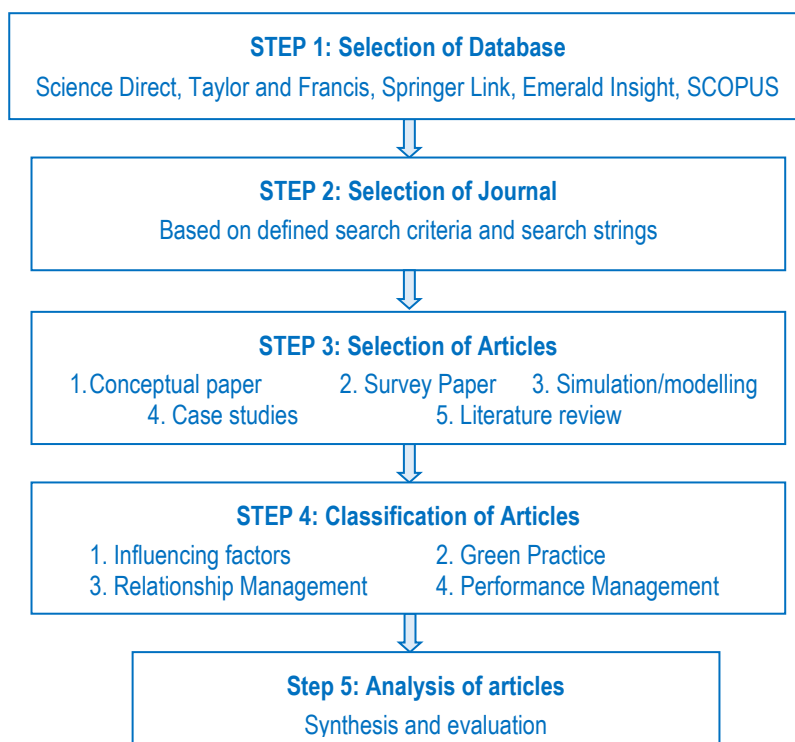 STEP 1: Selection of Database
Science Direct, Taylor and Francis, Springer Link, Emerald Insight, SCOPUS
STEP 2: Selection of Journal
Based on defined search criteria and search strings
STEP 3: Selection of Articles
1.Conceptual paper 2. Survey Paper 3. Simulation/modelling
4. Case studies 5. Literature review
STEP 4: Classification of Articles
1. Influencing factors 2. Green Practice
3. Relationship Management 4. Performance Management
Step 5: Analysis of articles
Synthesis and evaluation